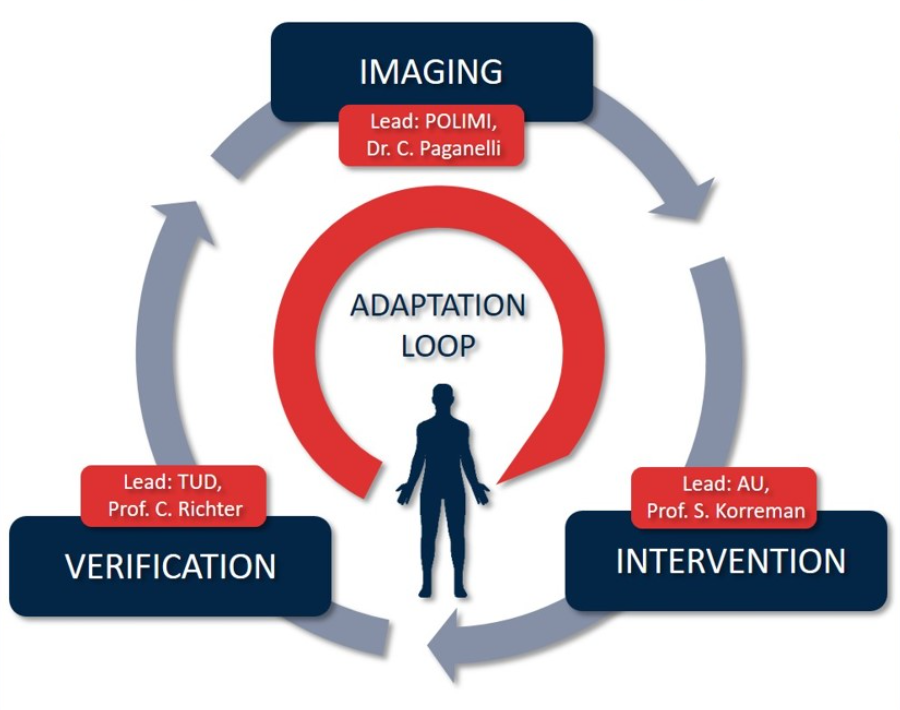 IMAGING
Lead: POLIMI,
Dr. C. Paganelli
ADAPTATION
LOOP
Lead: TUD,
Prof. C. Richter
VERIFICATION
Lead: AU,
Prof. S. Korreman
INTERVENTION